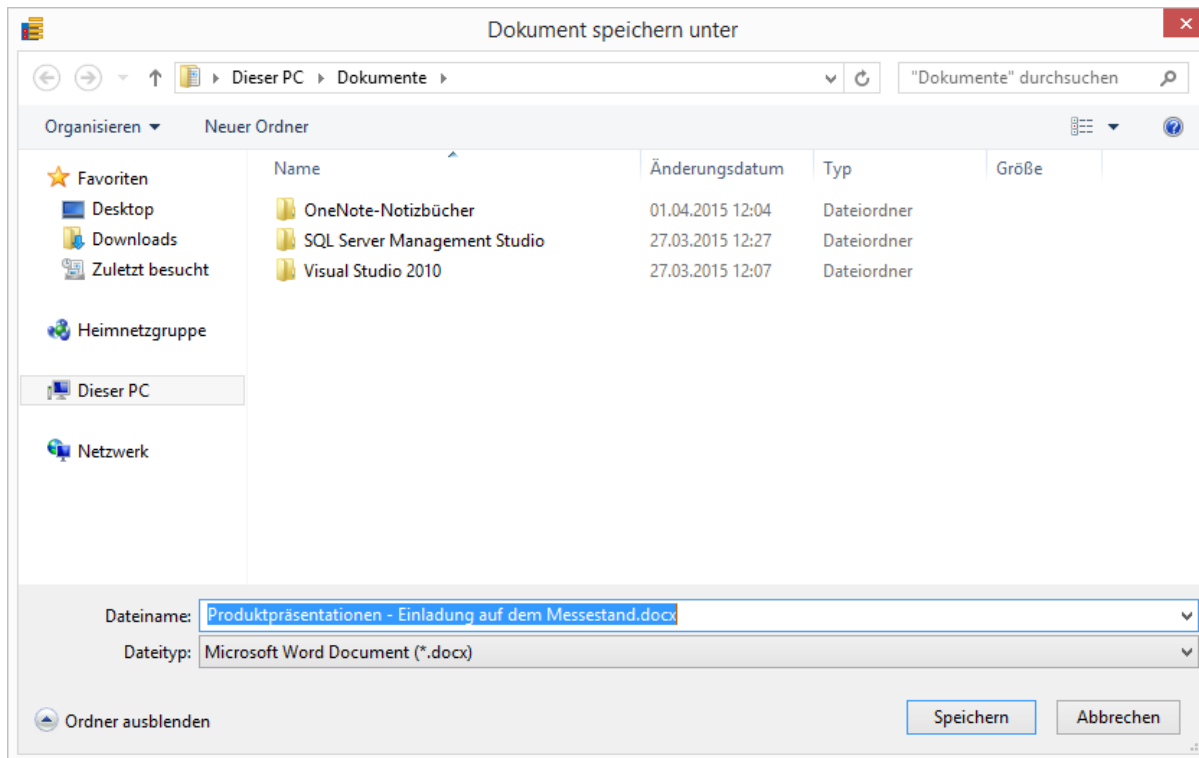 Dokument speichern unter
Dieser PC Dokumente
"Dokumente" durchsuchen
Organisieren Neuer Ordner
Favoriten
Desktop
Downloads
Zuletzt besucht
Heimnetzgruppe
Dieser PC
Netzwerk
Name Änderungsdatum Typ Größe
OneNote-Notizbücher 01.04.2015 12:04 Dateiordner
SQL Server Management Studio 27.03.2015 12:27 Dateiordner
Visual Studio 2010 27.03.2015 12:07 Dateiordner
Dateiname: Produktpräsentationen - Einladung auf dem Messestand.docx
Dateityp: Microsoft Word Document (*.docx)
Ordner ausblenden
Speichern Abbrechen